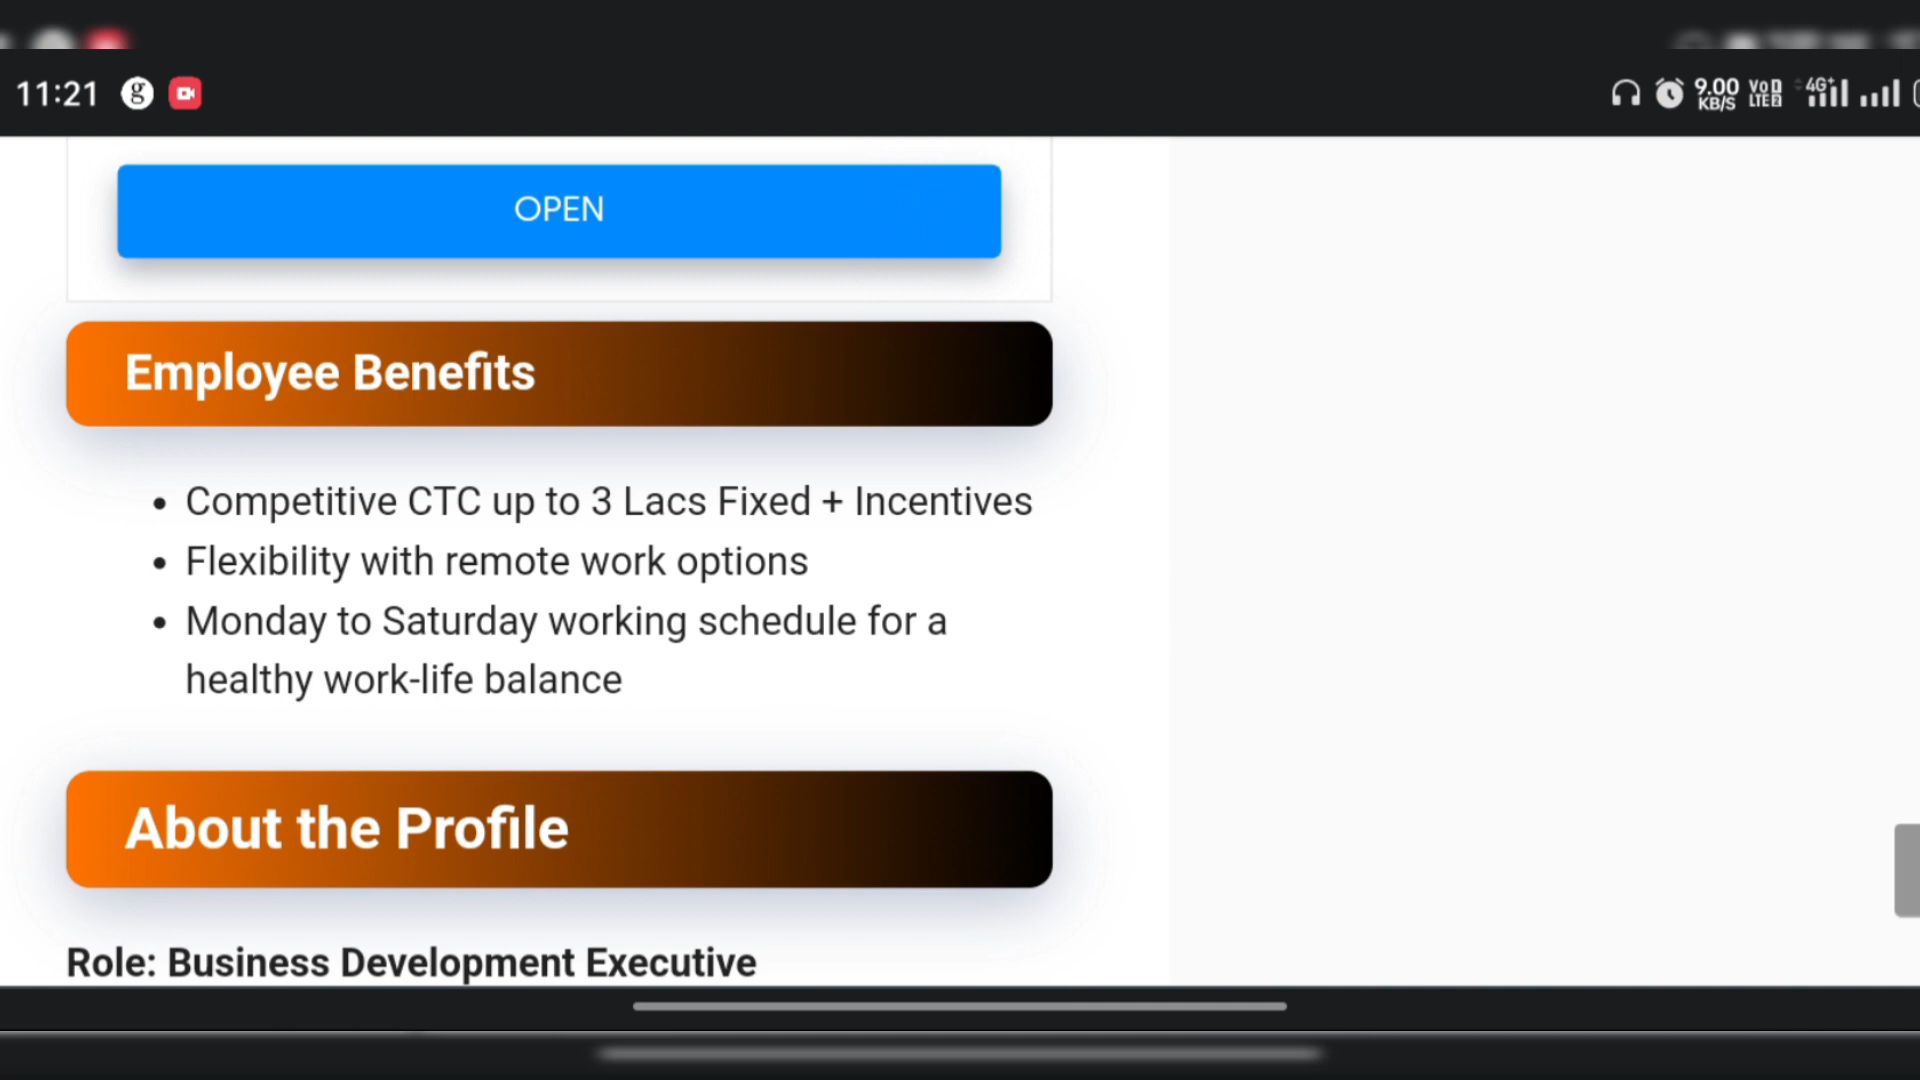 11:21 g 9.00 KB/S VoD LTE2 4G+
OPEN
Employee Benefits
• Competitive CTC up to 3 Lacs Fixed + Incentives
• Flexibility with remote work options
• Monday to Saturday working schedule for a
healthy work-life balance
About the Profile
Role: Business Development Executive